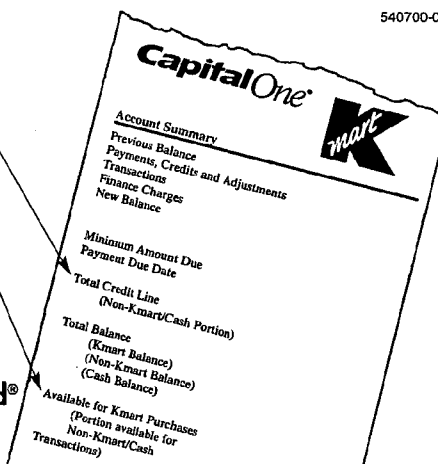 540700-0
CapitalOne
Kmart
Account Summary
Previous Balance
Payments, Credits and Adjustments
Transactions
Finance Charges
New Balance
Minimum Amount Due
Payment Due Date
Total Credit Line
(Non-Kmart/Cash Portion)
Total Balance
(Kmart Balance)
(Non-Kmart Balance)
(Cash Balance)
d®
Available for Kmart Purchases
(Portion available for
Non-Kmart/Cash
Transactions)